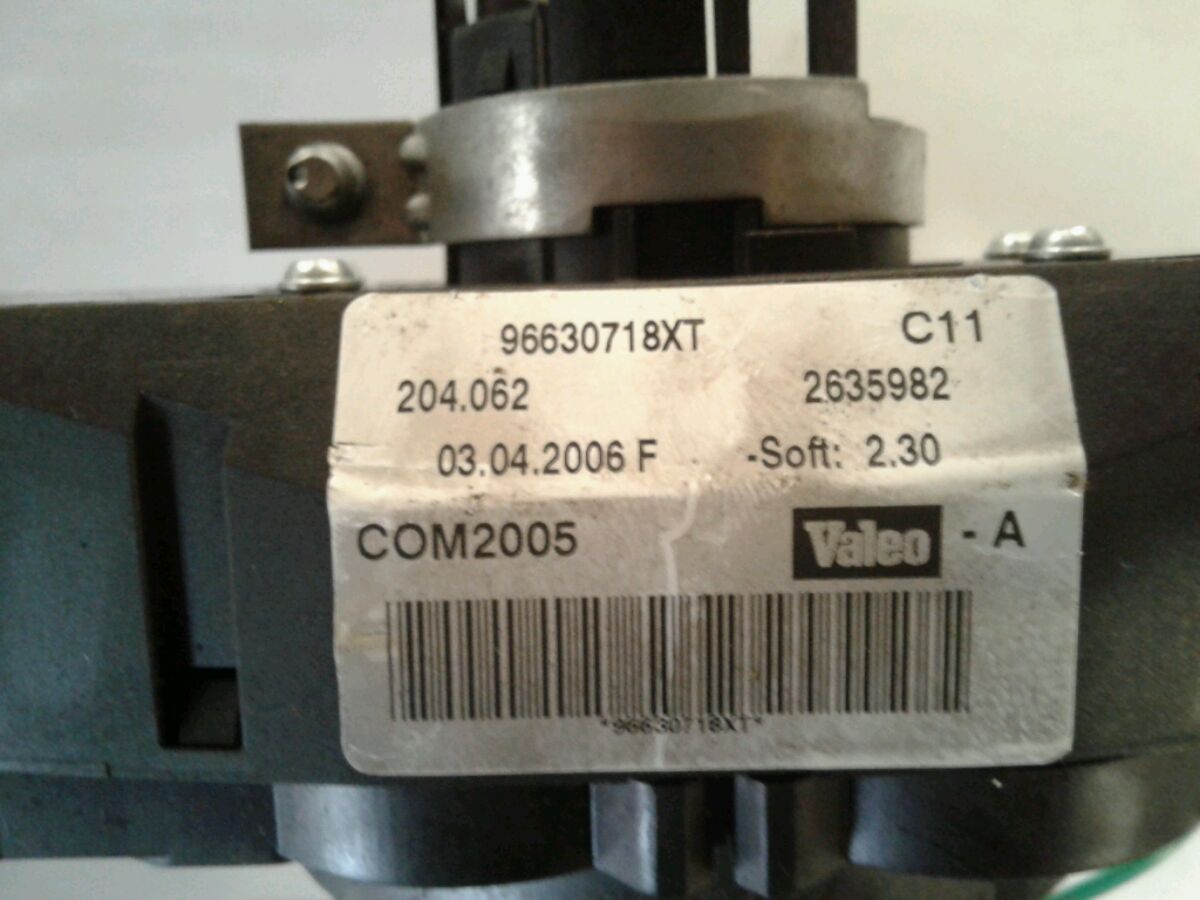 96630718XT C11
204.062 2635982
03.04.2006 F -Soft: 2.30
COM2005 Valeo - A
*96630718XT*